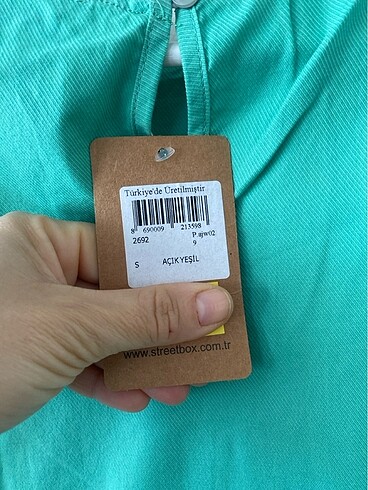 Türkiye'de Üretilmiştir
8 690009 213598
2692 P.ajw02
9
S AÇIK YEŞİL
www.streetbox.com.tr